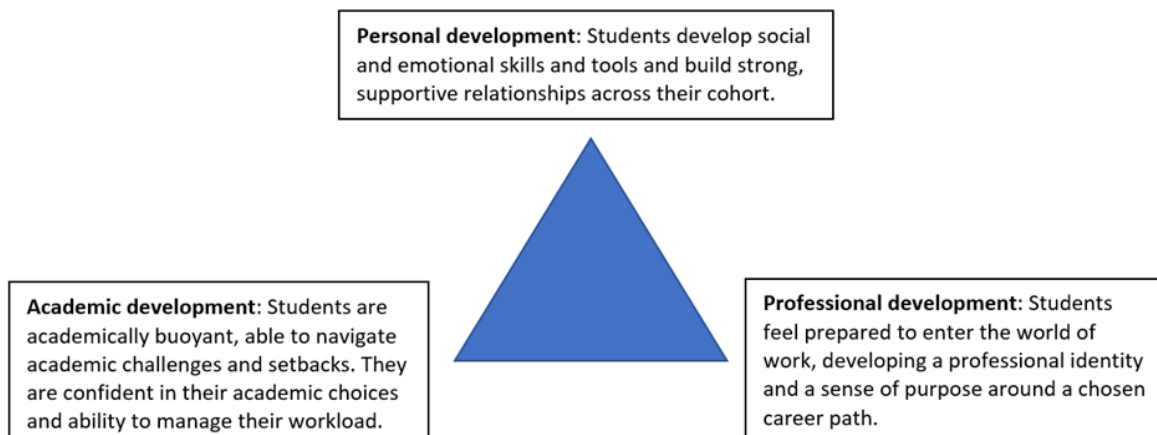 Personal development: Students develop social
and emotional skills and tools and build strong,
supportive relationships across their cohort.
Academic development: Students are
academically buoyant, able to navigate
academic challenges and setbacks. They
are confident in their academic choices
and ability to manage their workload.
Professional development: Students
feel prepared to enter the world of
work, developing a professional identity
and a sense of purpose around a chosen
career path.